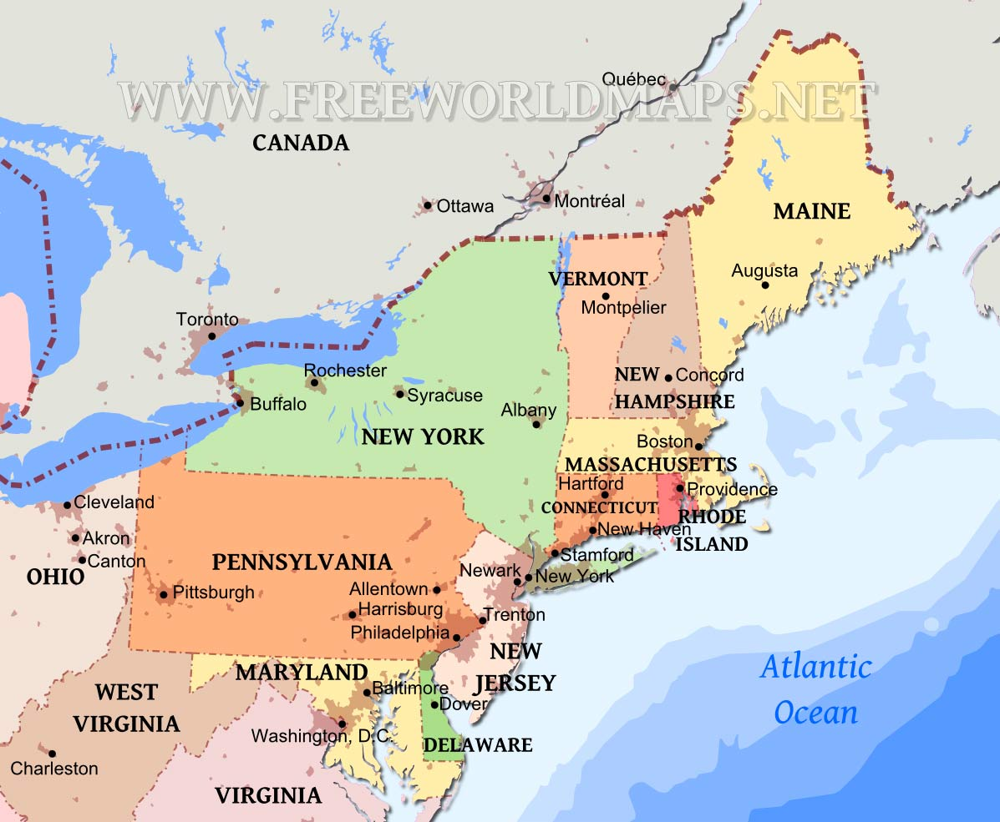 Québec
WWW.FREEWORLDMAPS.NET
CANADA
Ottawa
Montréal
MAINE
Augusta
VERMONT
Montpelier
Toronto
Rochester
Syracuse
Buffalo
Albany
NEW
Concord
HAMPSHIRE
NEW YORK
Boston
MASSACHUSETTS
Hartford
Providence
CONNECTICUT
RHODE
ISLAND
New Haven
Stamford
Cleveland
Akron
Canton
OHIO
PENNSYLVANIA
Pittsburgh
Allentown
Harrisburg
Philadelphia
Newark
New York
Trenton
NEW
JERSEY
MARYLAND
Baltimore
Dover
DELAWARE
Washington, D.C.
WEST
VIRGINIA
Charleston
VIRGINIA
Atlantic
Ocean